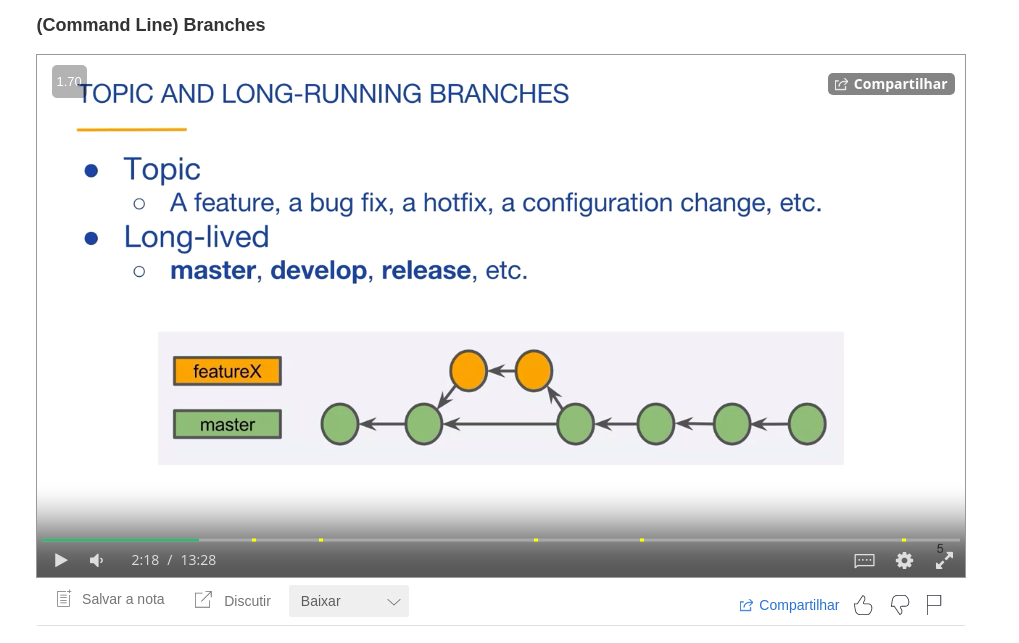 (Command Line) Branches
1.70
TOPIC AND LONG-RUNNING BRANCHES
Compartilhar
● Topic
○ A feature, a bug fix, a hotfix, a configuration change, etc.
● Long-lived
○ master, develop, release, etc.
featureX
master
2:18 / 13:28
5
Salvar a nota
Discutir
Baixar
Compartilhar